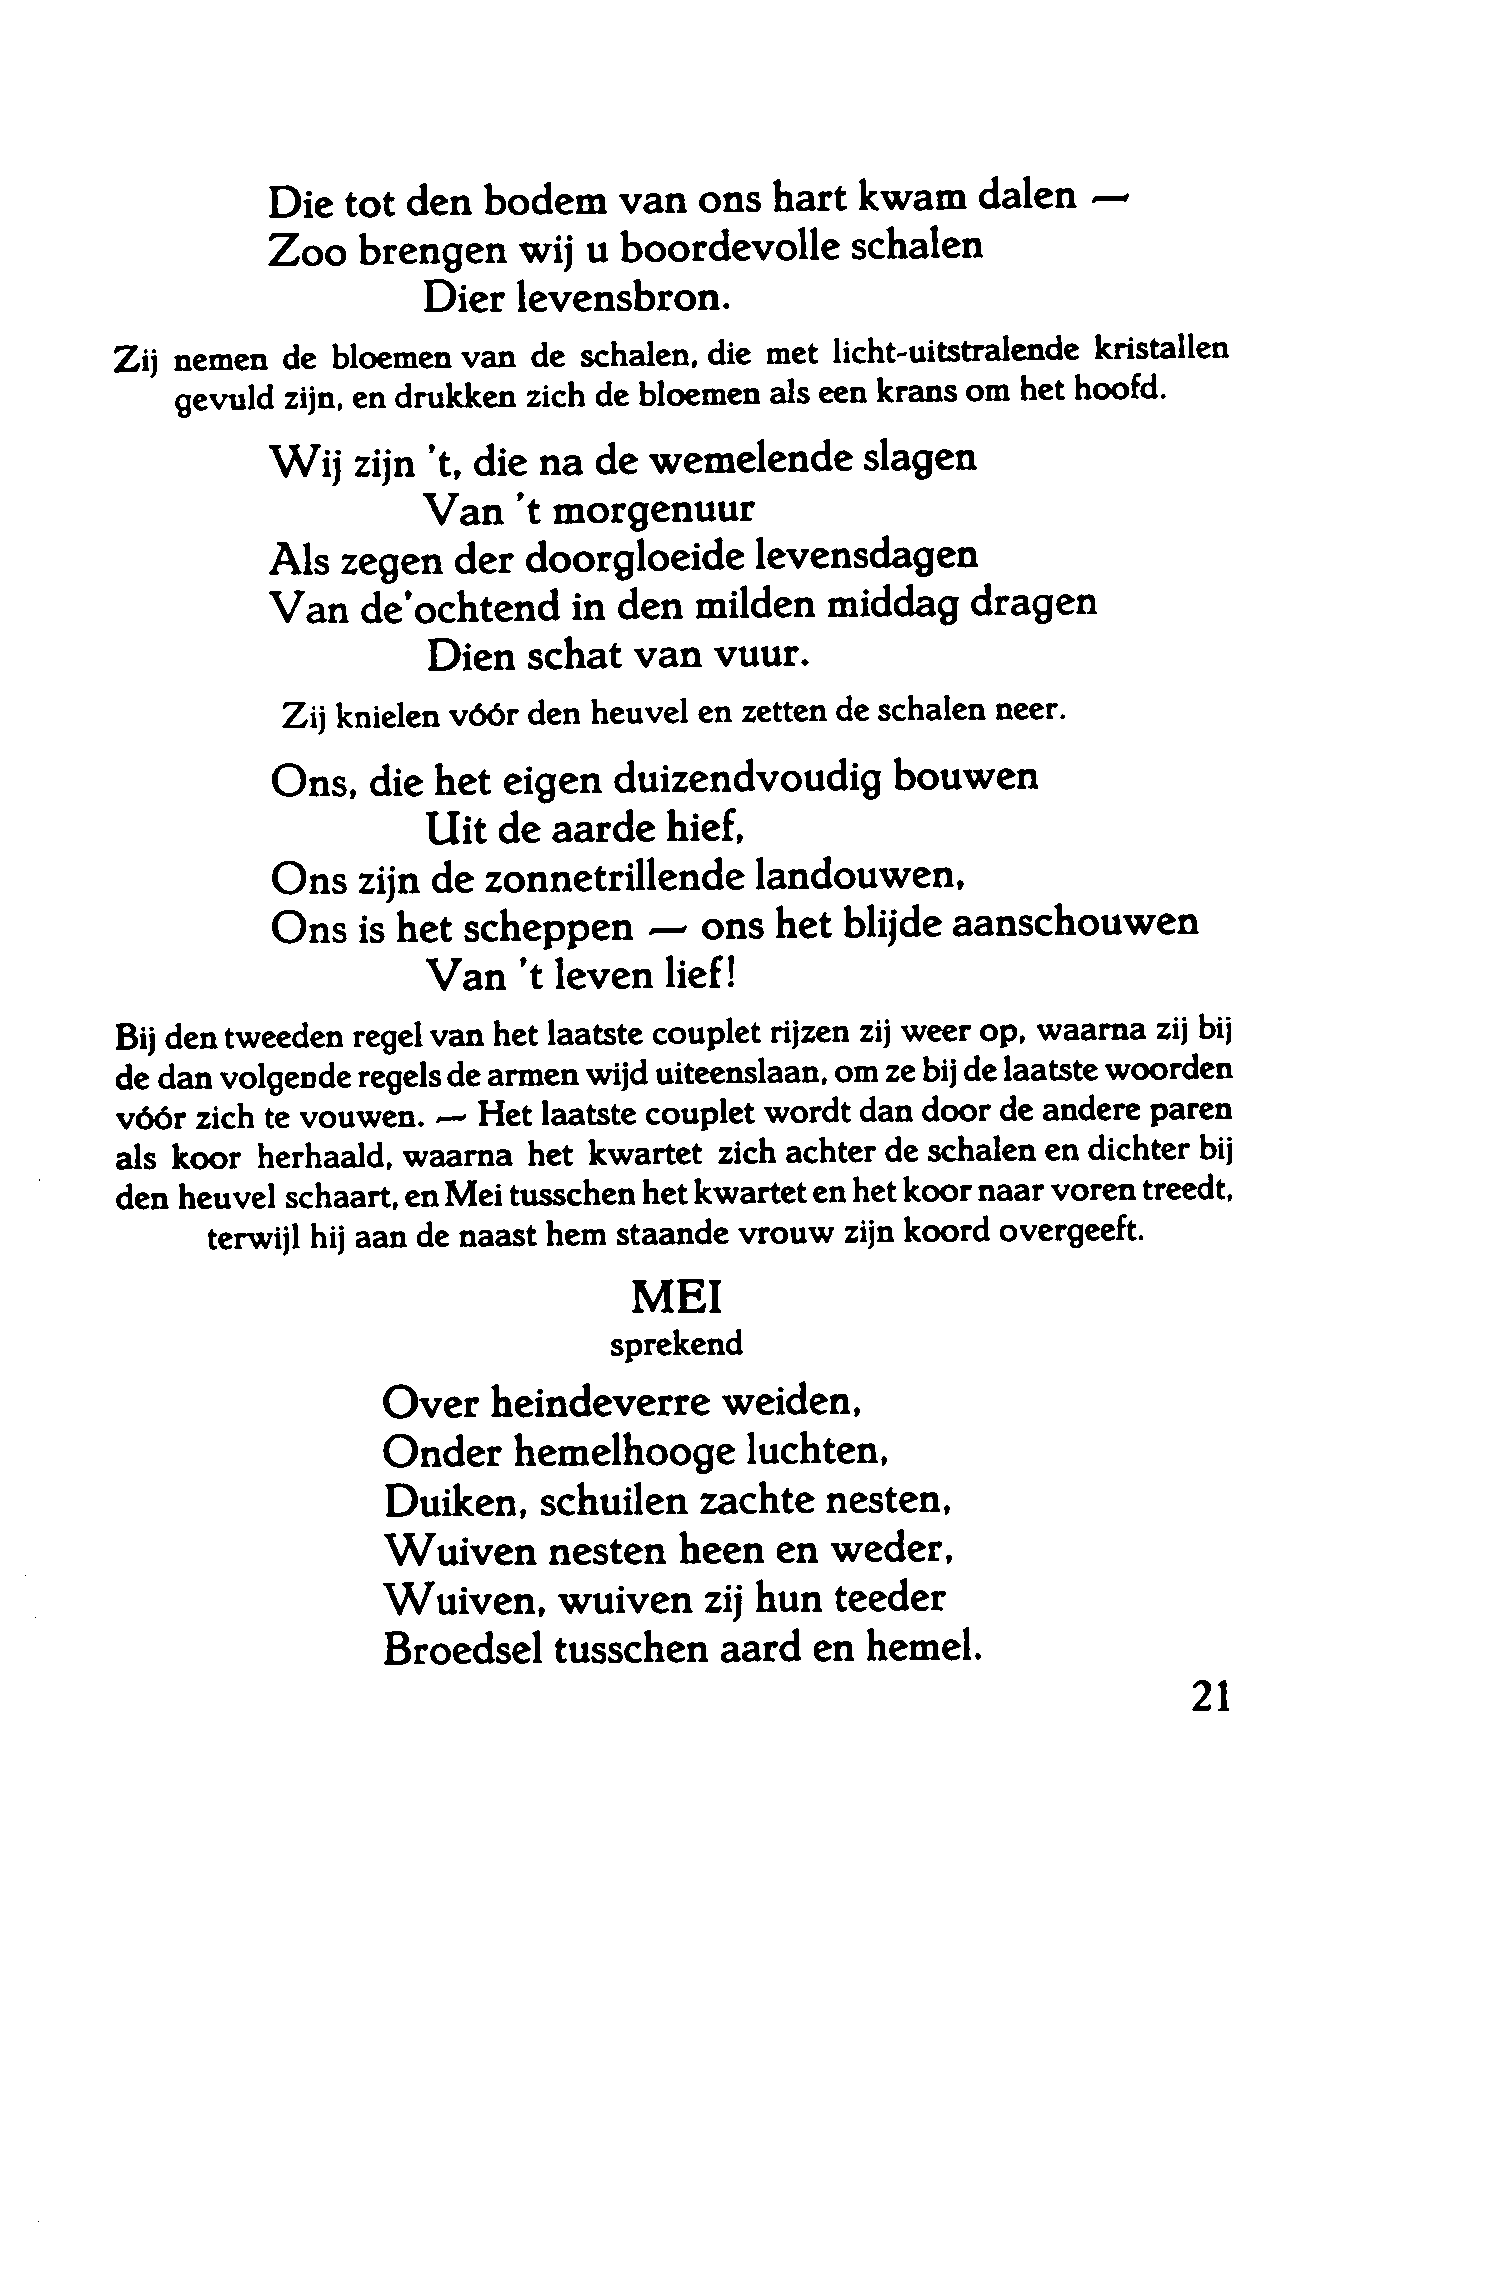 Die tot den bodem van ons hart kwam dalen —
Zoo brengen wij u boordevolle schalen
Dier levensbron.
Zij nemen de bloemen van de schalen, die met licht-uitstralende kristallen
gevuld zijn, en drukken zich de bloemen als een krans om het hoofd.
Wij zijn 't, die na de wemelende slagen
Van 't morgenuur
Als zegen der doorgloeide levensdagen
Van de'ochtend in den milden middag dragen
Dien schat van vuur.
Zij knielen vóór den heuvel en zetten de schalen neer.
Ons, die het eigen duizendvoudig bouwen
Uit de aarde hief,
Ons zijn de zonnetrillende landouwen,
Ons is het scheppen — ons het blijde aanschouwen
Van 't leven lief!
Bij den tweeden regel van het laatste couplet rijzen zij weer op, waarna zij bij
de dan volgende regels de armen wijd uiteenslaan, om ze bij de laatste woorden
vóór zich te vouwen. — Het laatste couplet wordt dan door de andere paren
als koor herhaald, waarna het kwartet zich achter de schalen en dichter bij
den heuvel schaart, en Mei tusschen het kwartet en het koor naar voren treedt,
terwijl hij aan de naast hem staande vrouw zijn koord overgeeft.
MEI
sprekend
Over heindeverre weiden,
Onder hemelhooge luchten,
Duiken, schuilen zachte nesten,
Wuiven nesten heen en weder,
Wuiven, wuiven zij hun teeder
Broedsel tusschen aard en hemel.
21